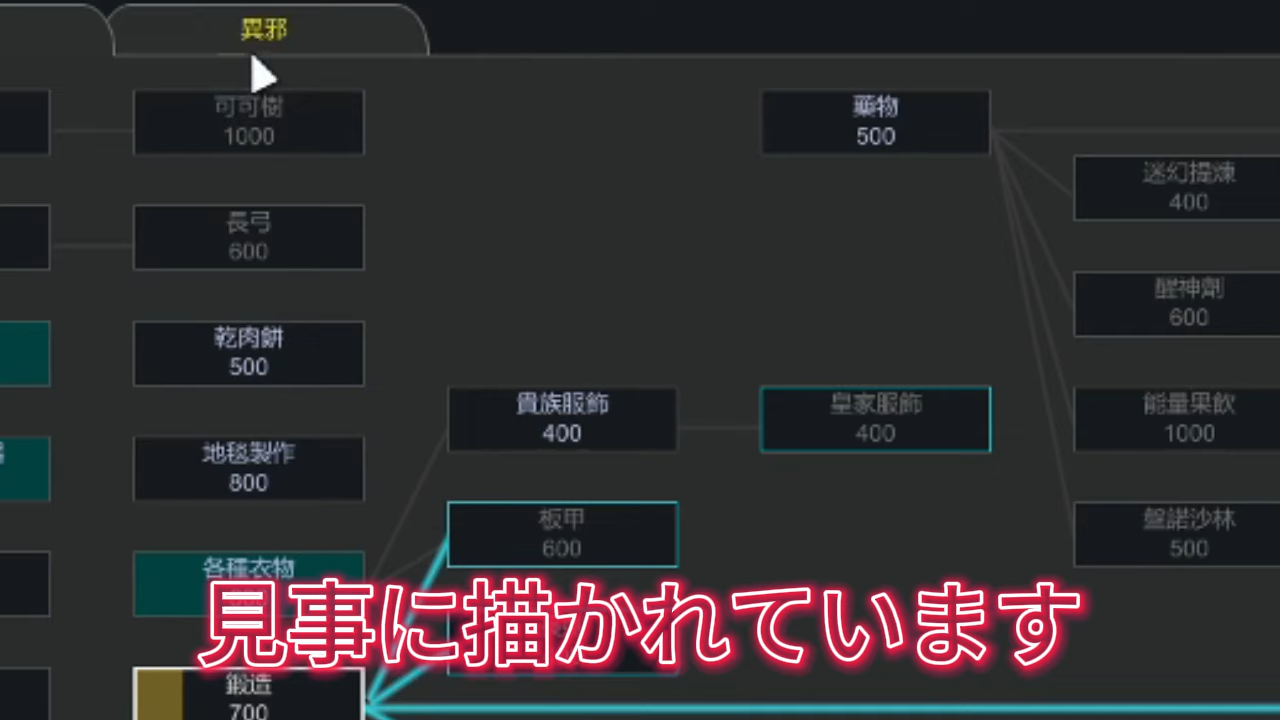 異邪
可可樹
1000
藥物
500
迷幻提煉
400
長弓
600
醒神劑
600
乾肉餅
500
貴族服飾
400
皇家服飾
400
能量果飲
1000
地毯製作
800
板甲
600
盤諾沙林
500
各種衣物
見事に描かれています
鍛造
700